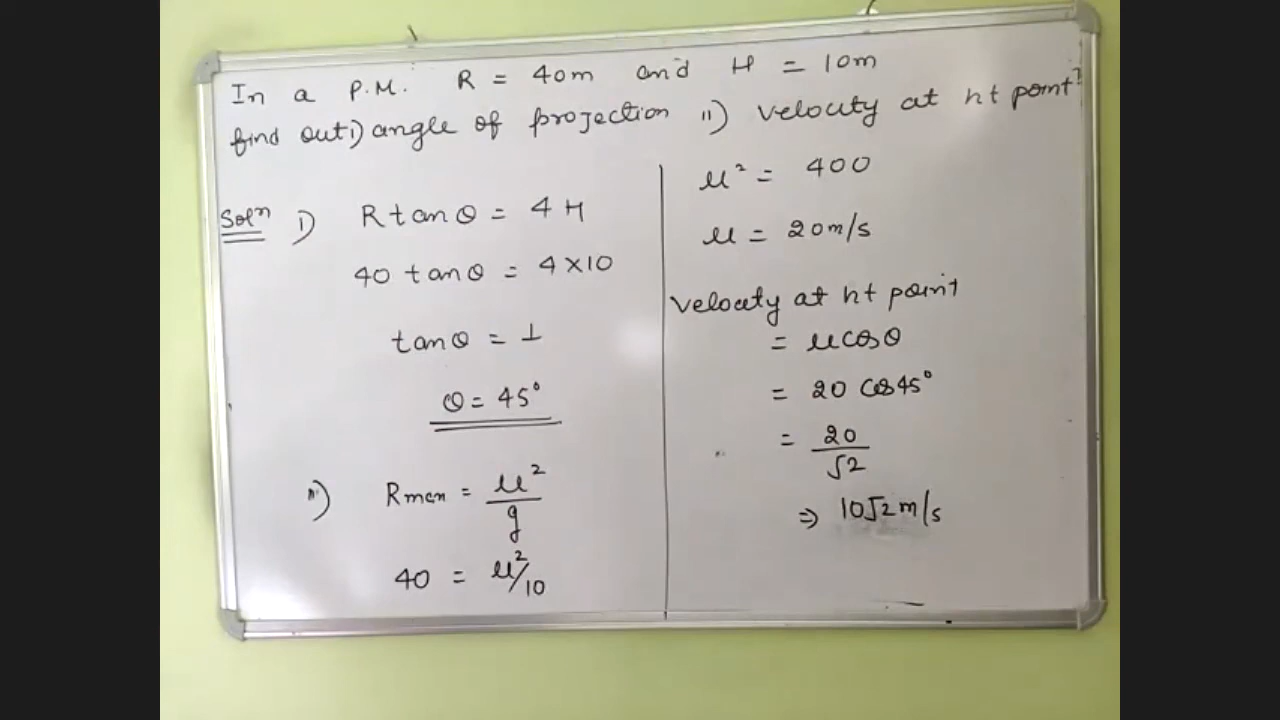 In a P.M. R = 40m and H = 10m
find out i) angle of projection ii) velocity at ht point?
Soln i) R tan θ = 4 H
40 tan θ = 4 × 10
tan θ = 1
θ = 45°
ii) Rmax = u²/g
40 = u²/10
u² = 400
u = 20 m/s
velocity at ht point
= u cos θ
= 20 cos 45°
= 20/√2
⇒ 10√2 m/s